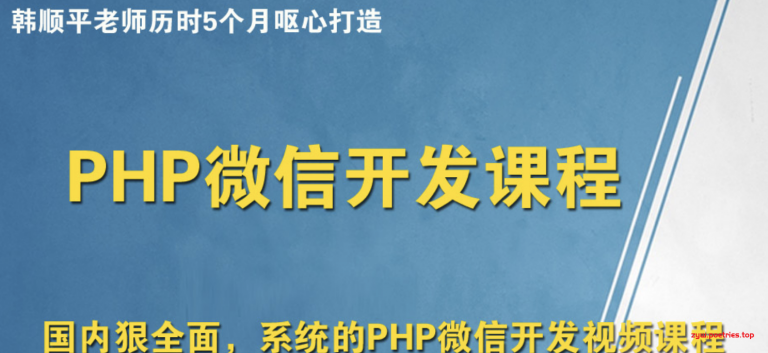 韩顺平老师历时5个月呕心打造
PHP微信开发课程
国内狠全面，系统的PHP微信开发视频课程